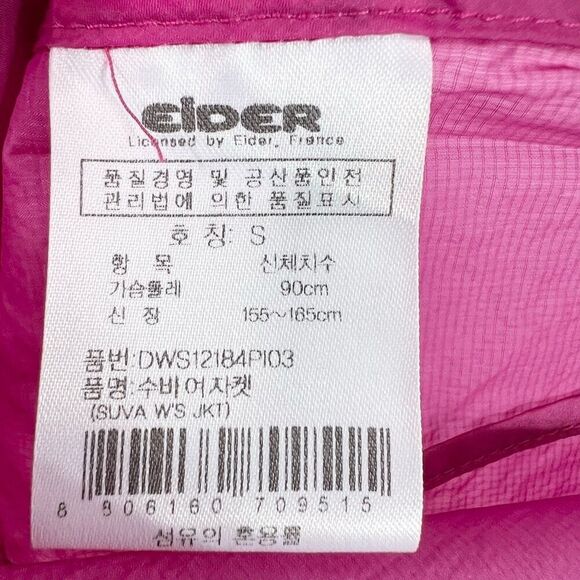 eiDER
Licensed by Eider, France
품질경영 및 공산품안전
관리법에 의한 품질표시
호 칭: S
항 목 신체치수
가슴둘레 90cm
신 장 155~165cm
품번:DWS12184PI03
품명:수비여자켓
(SUVA W'S JKT)
8 806160 709515
섬유의 혼용률